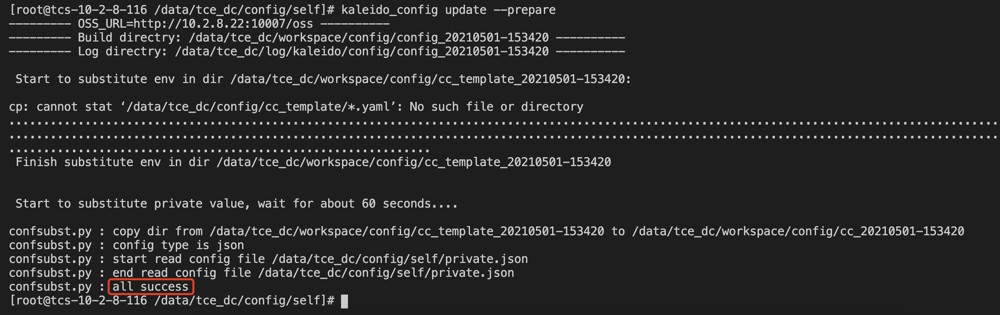 [root@tcs-10-2-8-116 /data/tce_dc/config/self]# kaleido_config update --prepare
--------- OSS_URL=http://10.2.8.22:10007/oss ----------
--------- Build directry: /data/tce_dc/workspace/config/config_20210501-153420 ----------
--------- Log directry: /data/tce_dc/log/kaleido/config/config_20210501-153420 ----------
Start to substitute env in dir /data/tce_dc/workspace/config/cc_template_20210501-153420:
cp: cannot stat ‘/data/tce_dc/config/cc_template/*.yaml’: No such file or directory
...............................................................................................................................................
...............................................................................................................................................
.............................................................
Finish substitute env in dir /data/tce_dc/workspace/config/cc_template_20210501-153420
Start to substitute private value, wait for about 60 seconds....
confsubst.py : copy dir from /data/tce_dc/workspace/config/cc_template_20210501-153420 to /data/tce_dc/workspace/config/cc_20210501-153420
confsubst.py : config type is json
confsubst.py : start read config file /data/tce_dc/config/self/private.json
confsubst.py : end read config file /data/tce_dc/config/self/private.json
confsubst.py : all success
[root@tcs-10-2-8-116 /data/tce_dc/config/self]#